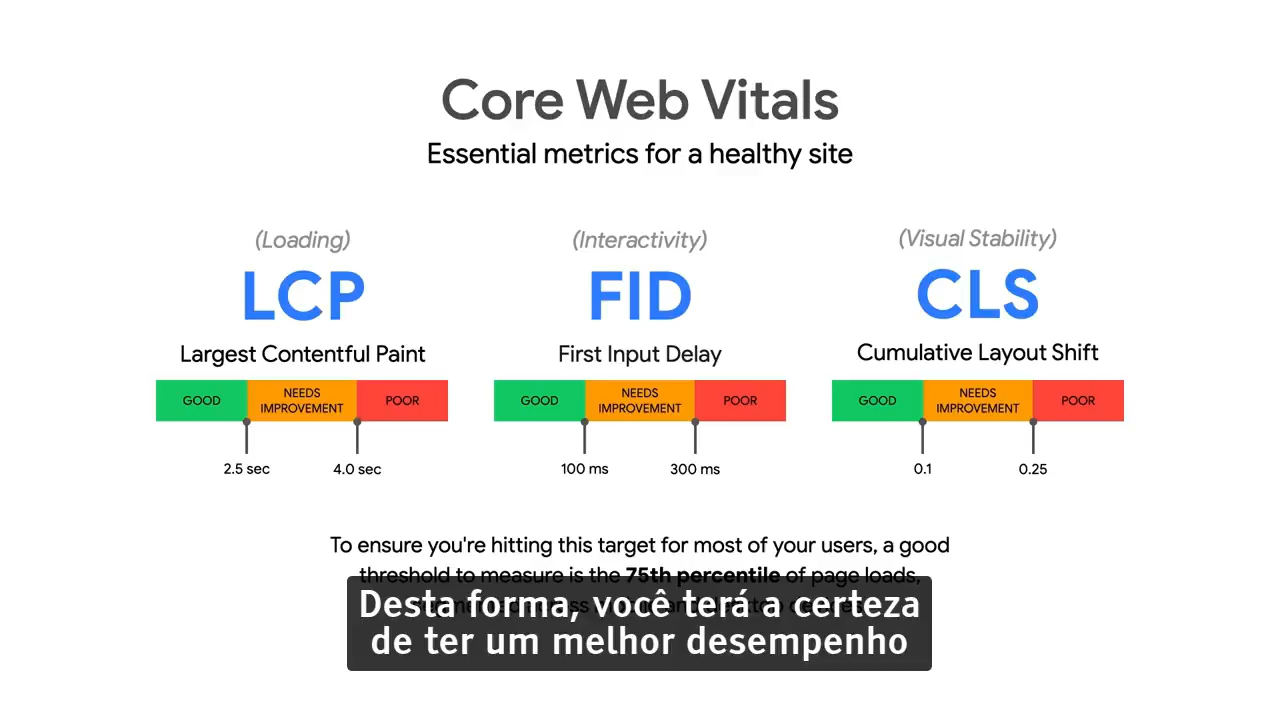 Core Web Vitals
Essential metrics for a healthy site
(Loading)
LCP
Largest Contentful Paint
GOOD
NEEDS
IMPROVEMENT
POOR
2.5 sec
4.0 sec
(Interactivity)
FID
First Input Delay
GOOD
NEEDS
IMPROVEMENT
POOR
100 ms
300 ms
(Visual Stability)
CLS
Cumulative Layout Shift
GOOD
NEEDS
IMPROVEMENT
POOR
0.1
0.25
To ensure you're hitting this target for most of your users, a good
threshold to measure is the 75th percentile of page loads,
Desta forma, você terá a certeza
de ter um melhor desempenho